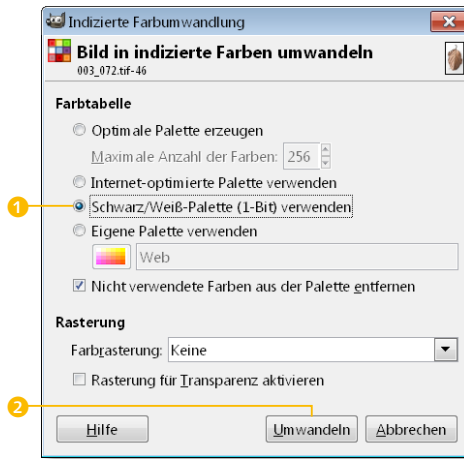 Indizierte Farbumwandlung
Bild in indizierte Farben umwandeln
003_072.tif-46
Farbtabelle
Optimale Palette erzeugen
Maximale Anzahl der Farben: 256
Internet-optimierte Palette verwenden
1 Schwarz/Weiß-Palette (1-Bit) verwenden
Eigene Palette verwenden
Web
Nicht verwendete Farben aus der Palette entfernen
Rasterung
Farbrasterung: Keine
Rasterung für Transparenz aktivieren
2
Hilfe Umwandeln Abbrechen